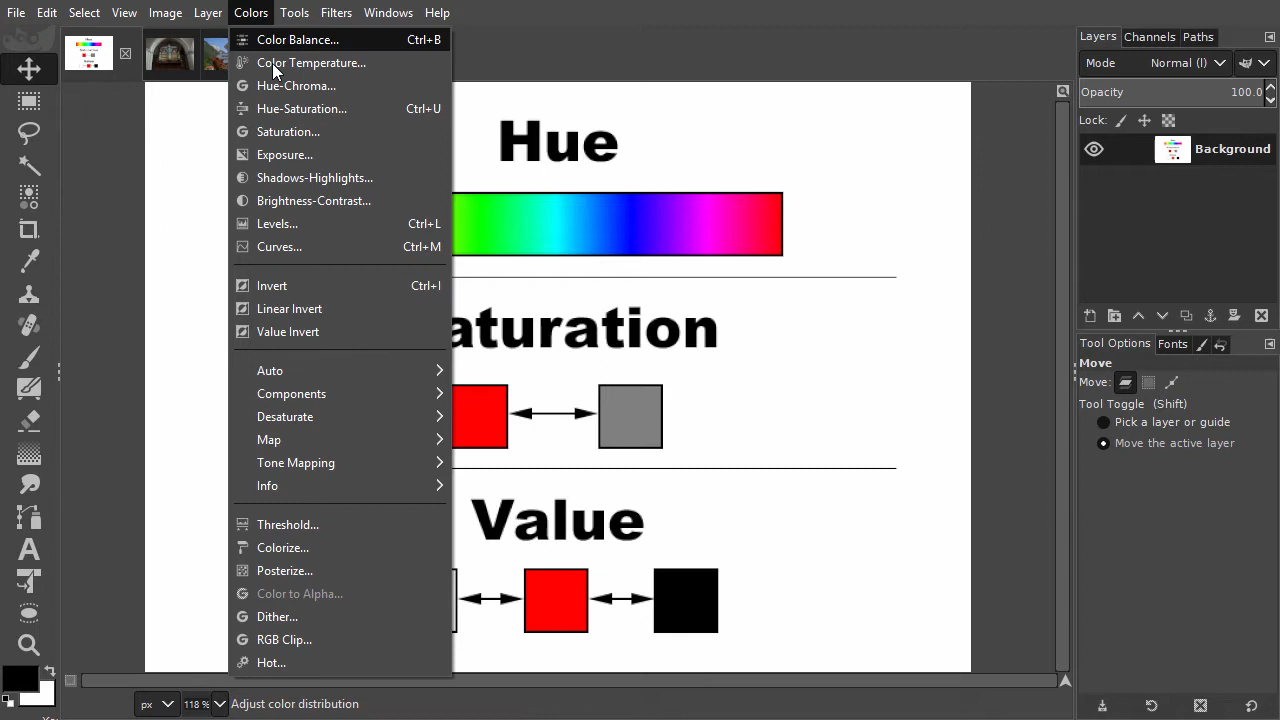 File Edit Select View Image Layer Colors Tools Filters Windows Help
Color Balance... Ctrl+B
Color Temperature...
Hue-Chroma...
Hue-Saturation... Ctrl+U
Saturation...
Exposure...
Shadows-Highlights...
Brightness-Contrast...
Levels... Ctrl+L
Curves... Ctrl+M
Invert Ctrl+I
Linear Invert
Value Invert
Auto
Components
Desaturate
Map
Tone Mapping
Info
Threshold...
Colorize...
Posterize...
Color to Alpha...
Dither...
RGB Clip...
Hot...
Hue
aturation
Value
px 118 % Adjust color distribution
Layers Channels Paths
Mode Normal (l)
Opacity 100.0
Lock:
Background
Tool Options Fonts
Move
Move:
Tool Toggle (Shift)
Pick a layer or guide
Move the active layer